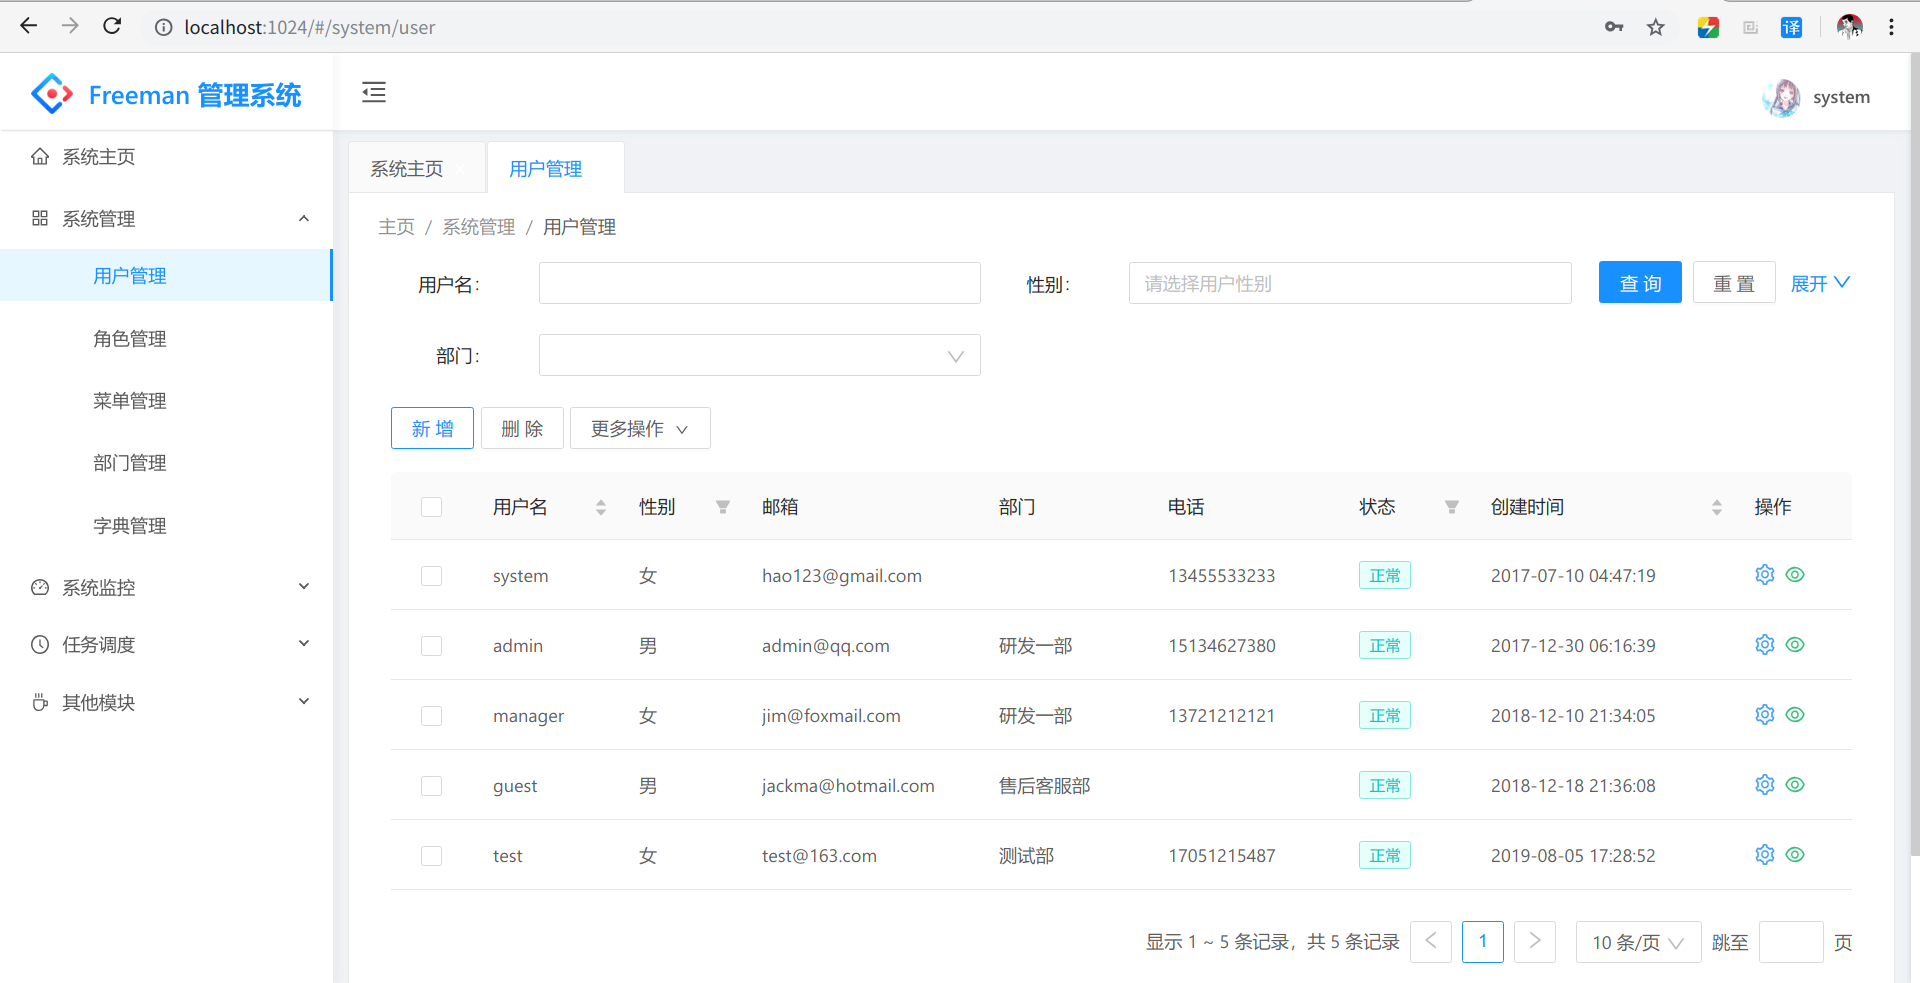 localhost:1024/#/system/user
译
Freeman 管理系统
system
系统主页
系统管理
用户管理
角色管理
菜单管理
部门管理
字典管理
系统监控
任务调度
其他模块
系统主页 用户管理
主页 / 系统管理 / 用户管理
用户名: 性别: 请选择用户性别 查 询 重 置 展开
部门:
新 增 删 除 更多操作
用户名 性别 邮箱 部门 电话 状态 创建时间 操作
system 女 hao123@gmail.com 13455533233 正常 2017-07-10 04:47:19
admin 男 admin@qq.com 研发一部 15134627380 正常 2017-12-30 06:16:39
manager 女 jim@foxmail.com 研发一部 13721212121 正常 2018-12-10 21:34:05
guest 男 jackma@hotmail.com 售后客服部 正常 2018-12-18 21:36:08
test 女 test@163.com 测试部 17051215487 正常 2019-08-05 17:28:52
显示 1 ~ 5 条记录，共 5 条记录 1 10 条/页 跳至 页